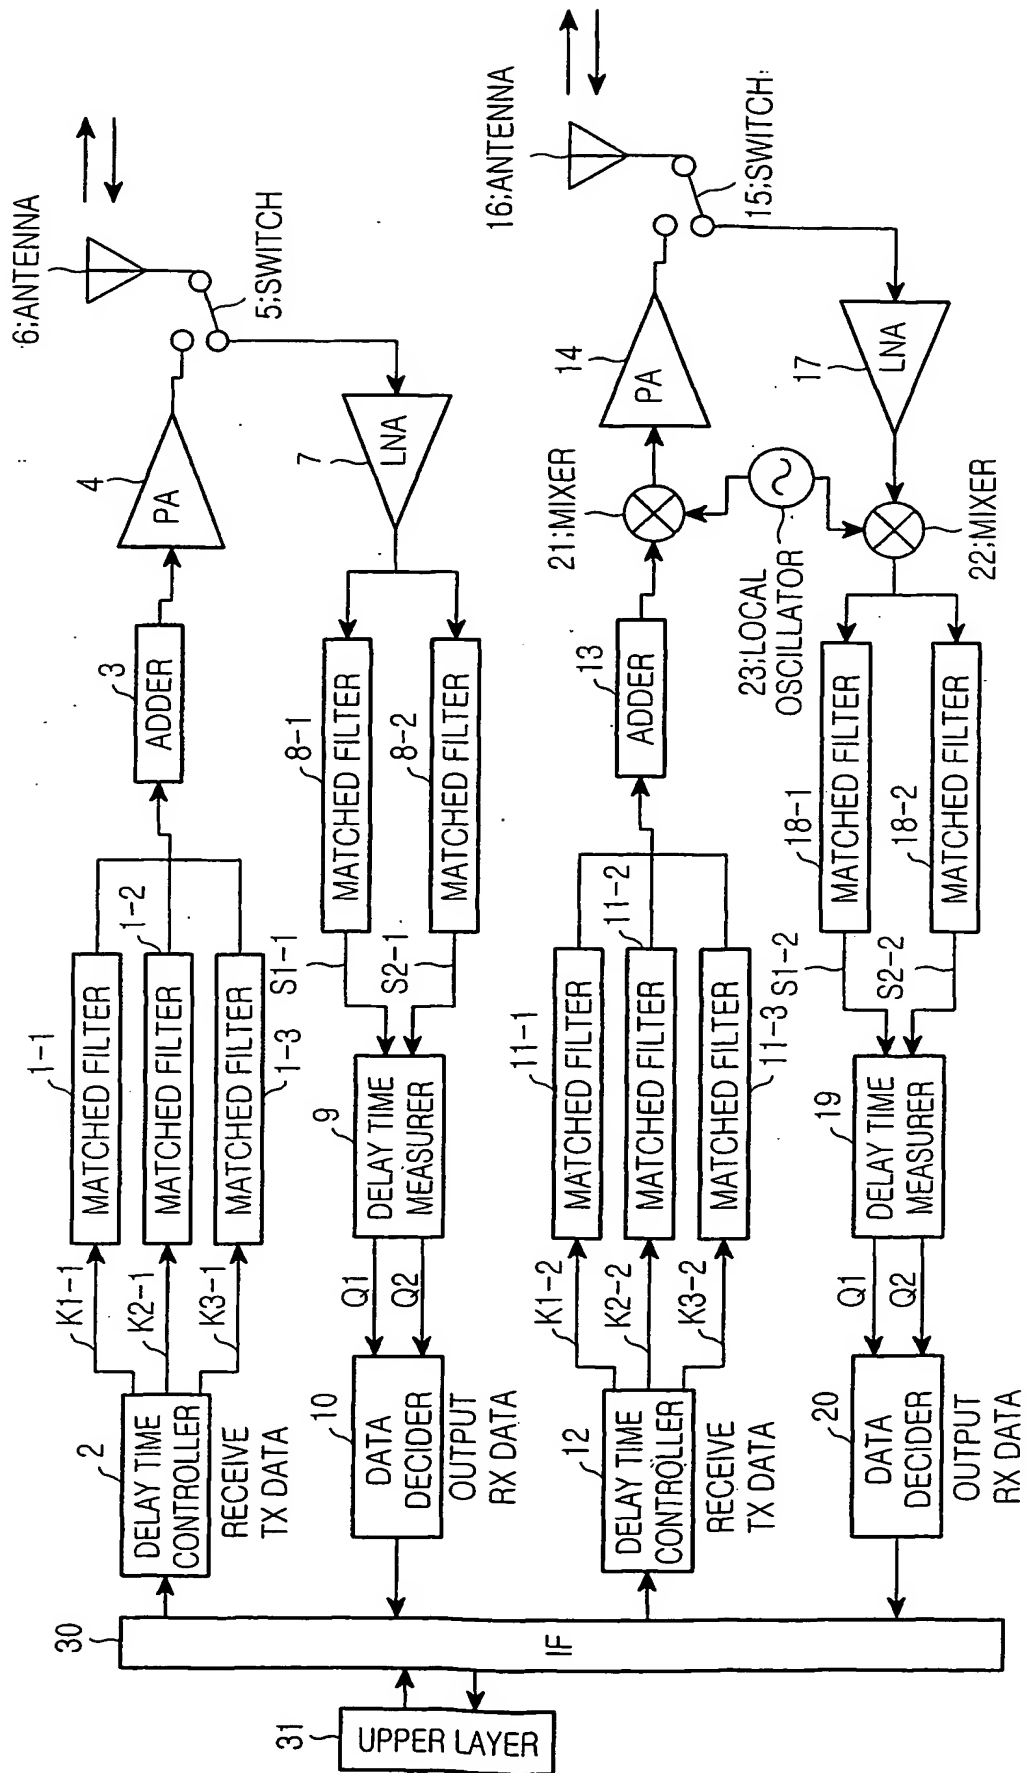 31
UPPER LAYER
30
IF
2
DELAY TIME
CONTROLLER
RECEIVE
TX DATA
K1-1
K2-1
K3-1
1-1
MATCHED FILTER
1-2
MATCHED FILTER
1-3
MATCHED FILTER
3
ADDER
4
PA
6;ANTENNA
5;SWITCH
10
DATA
DECIDER
OUTPUT
RX DATA
Q1
Q2
9
DELAY TIME
MEASURER
S1-1
S2-1
8-1
MATCHED FILTER
8-2
MATCHED FILTER
7
LNA
12
DELAY TIME
CONTROLLER
RECEIVE
TX DATA
K1-2
K2-2
K3-2
11-1
MATCHED FILTER
11-2
MATCHED FILTER
11-3
MATCHED FILTER
13
ADDER
21;MIXER
14
PA
16;ANTENNA
15;SWITCH
23;LOCAL
OSCILLATOR
20
DATA
DECIDER
OUTPUT
RX DATA
Q1
Q2
19
DELAY TIME
MEASURER
S1-2
S2-2
18-1
MATCHED FILTER
18-2
MATCHED FILTER
22;MIXER
17
LNA